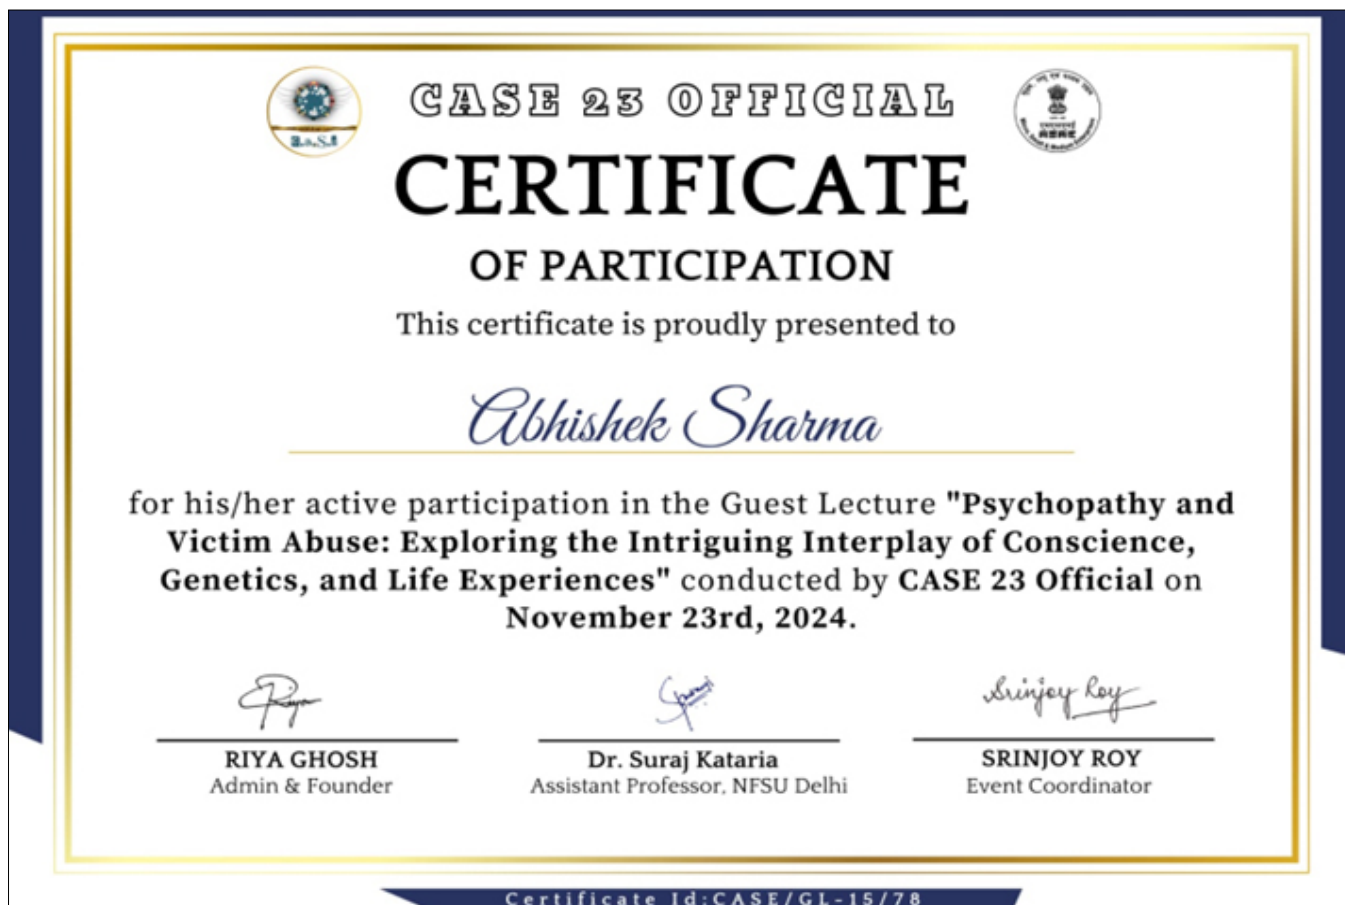 CASE 23 OFFICIAL
CERTIFICATE
OF PARTICIPATION
This certificate is proudly presented to
Abhishek Sharma
for his/her active participation in the Guest Lecture "Psychopathy and
Victim Abuse: Exploring the Intriguing Interplay of Conscience,
Genetics, and Life Experiences" conducted by CASE 23 Official on
November 23rd, 2024.
Riya
Srinjoy Roy
RIYA GHOSH
Dr. Suraj Kataria
SRINJOY ROY
Admin & Founder
Assistant Professor, NFSU Delhi
Event Coordinator
Certificate Id:CASE/GL-15/78